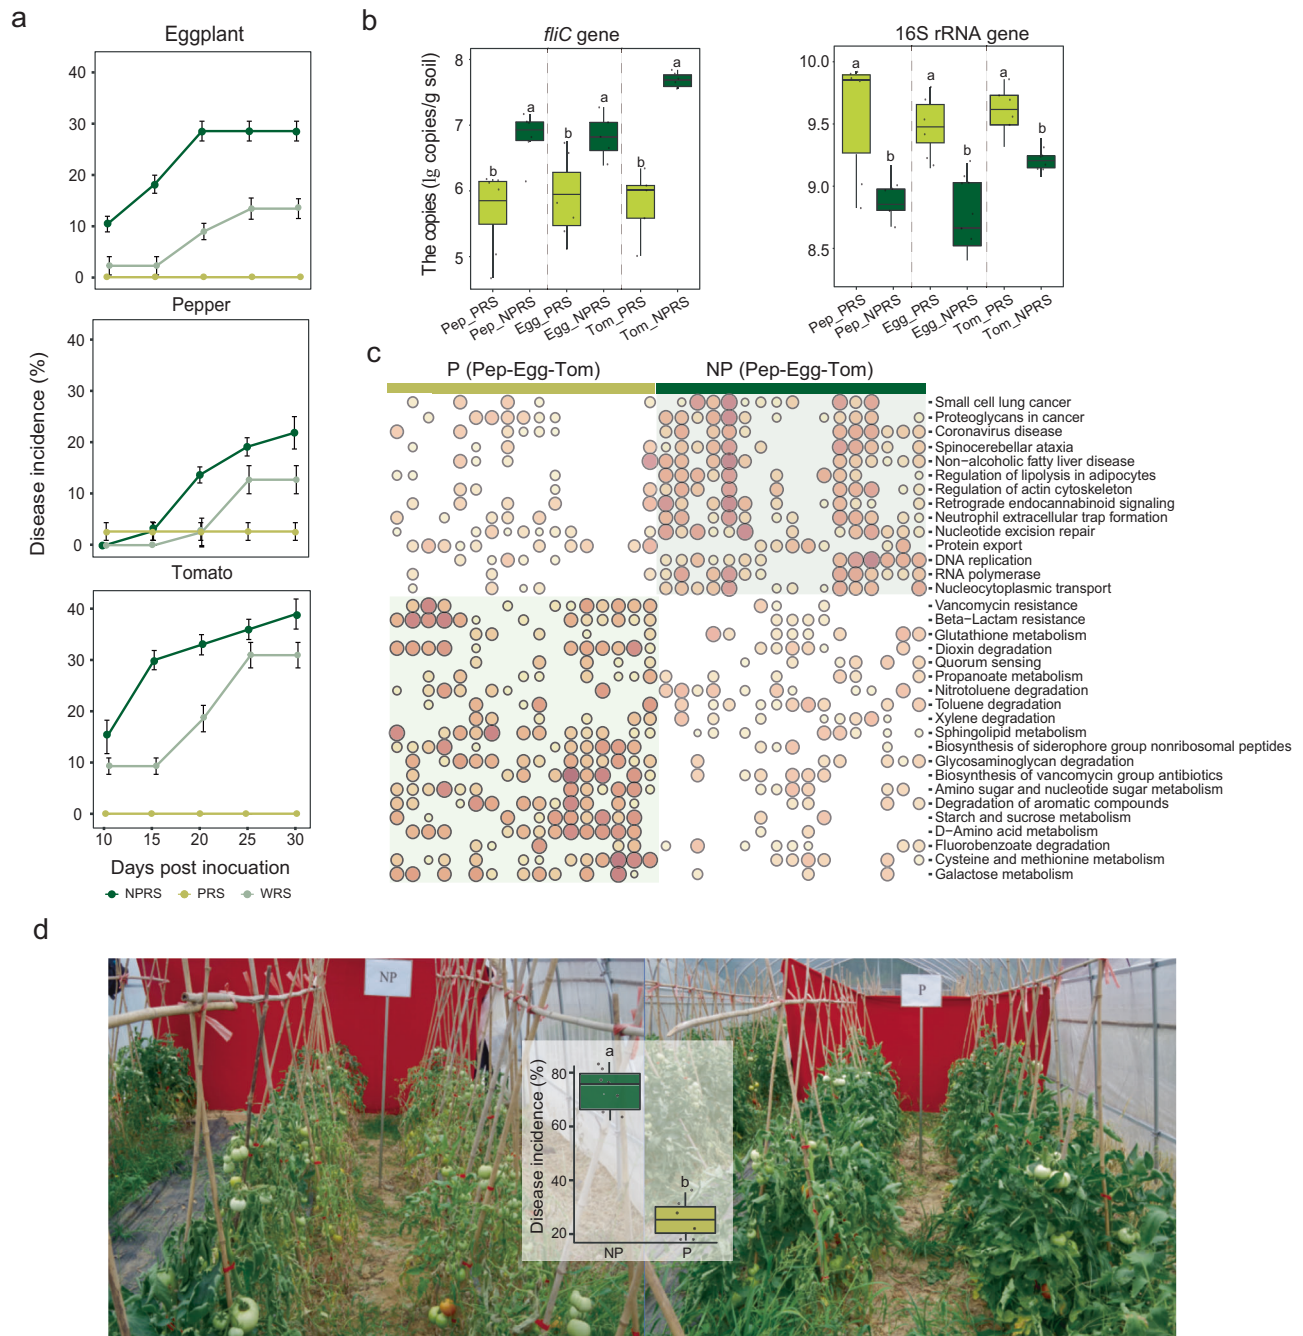 a
Eggplant
40
30
20
10
0
Pepper
40
30
20
10
0
Tomato
40
30
20
10
0
10 15 20 25 30
Disease incidence (%)
Days post inocuation
NPRS PRS WRS
b
fliC gene
The copies (lg copies/g soil)
8
7
6
5
b a b a b a
Pep_PRS
Pep_NPRS
Egg_PRS
Egg_NPRS
Tom_PRS
Tom_NPRS
16S rRNA gene
10.0
9.5
9.0
8.5
a b a b a b
Pep_PRS
Pep_NPRS
Egg_PRS
Egg_NPRS
Tom_PRS
Tom_NPRS
c
P (Pep-Egg-Tom) NP (Pep-Egg-Tom)
Small cell lung cancer
Proteoglycans in cancer
Coronavirus disease
Spinocerebellar ataxia
Non−alcoholic fatty liver disease
Regulation of lipolysis in adipocytes
Regulation of actin cytoskeleton
Retrograde endocannabinoid signaling
Neutrophil extracellular trap formation
Nucleotide excision repair
Protein export
DNA replication
RNA polymerase
Nucleocytoplasmic transport
Vancomycin resistance
Beta−Lactam resistance
Glutathione metabolism
Dioxin degradation
Quorum sensing
Propanoate metabolism
Nitrotoluene degradation
Toluene degradation
Xylene degradation
Sphingolipid metabolism
Biosynthesis of siderophore group nonribosomal peptides
Glycosaminoglycan degradation
Biosynthesis of vancomycin group antibiotics
Amino sugar and nucleotide sugar metabolism
Degradation of aromatic compounds
Starch and sucrose metabolism
D−Amino acid metabolism
Fluorobenzoate degradation
Cysteine and methionine metabolism
Galactose metabolism
d
NP
P
Disease incidence (%)
80
60
40
20
a
b
NP P